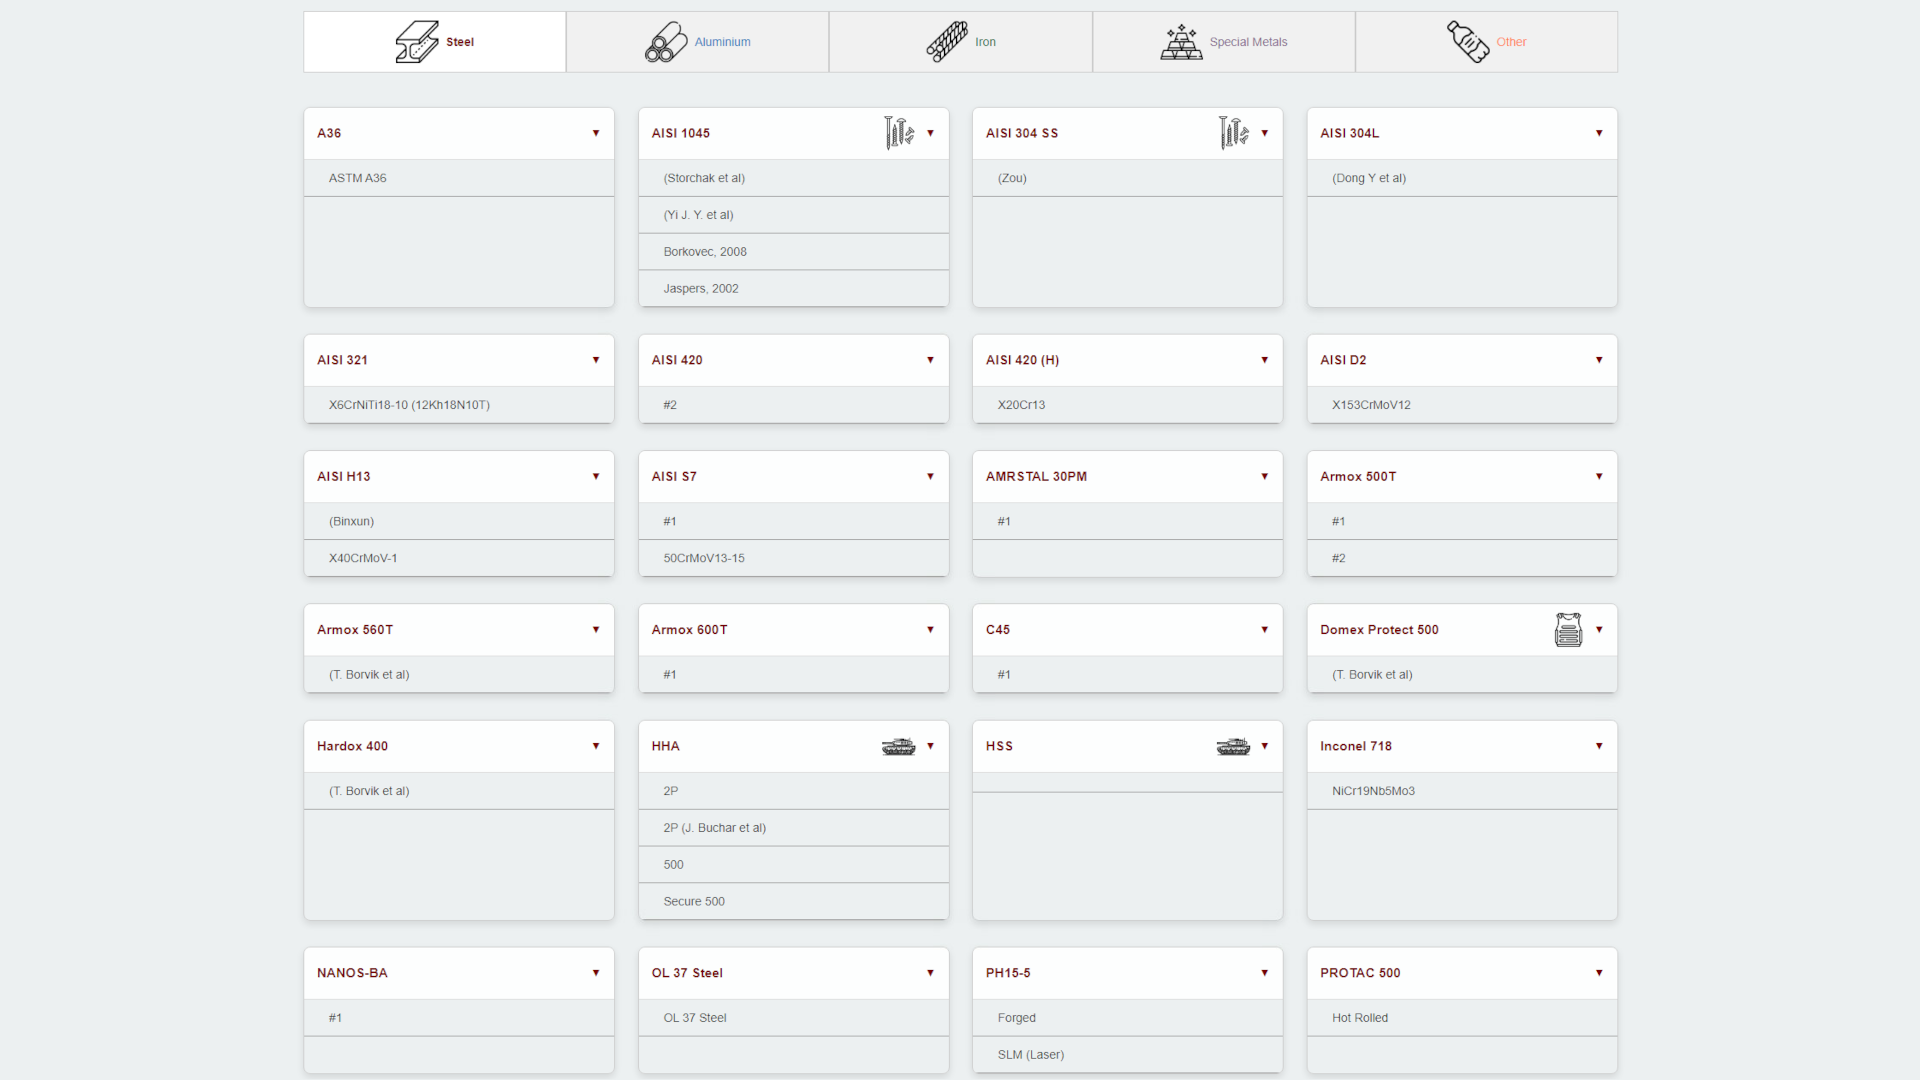 Steel
Aluminium
Iron
Special Metals
Other
A36 ▼
ASTM A36
AISI 1045 ▼
(Storchak et al)
(Yi J. Y. et al)
Borkovec, 2008
Jaspers, 2002
AISI 304 SS ▼
(Zou)
AISI 304L ▼
(Dong Y et al)
AISI 321 ▼
X6CrNiTi18-10 (12Kh18N10T)
AISI 420 ▼
#2
AISI 420 (H) ▼
X20Cr13
AISI D2 ▼
X153CrMoV12
AISI H13 ▼
(Binxun)
X40CrMoV-1
AISI S7 ▼
#1
50CrMoV13-15
AMRSTAL 30PM ▼
#1
Armox 500T ▼
#1
#2
Armox 560T ▼
(T. Borvik et al)
Armox 600T ▼
#1
C45 ▼
#1
Domex Protect 500 ▼
(T. Borvik et al)
Hardox 400 ▼
(T. Borvik et al)
HHA ▼
2P
2P (J. Buchar et al)
500
Secure 500
HSS ▼
Inconel 718 ▼
NiCr19Nb5Mo3
NANOS-BA ▼
#1
OL 37 Steel ▼
OL 37 Steel
PH15-5 ▼
Forged
SLM (Laser)
PROTAC 500 ▼
Hot Rolled